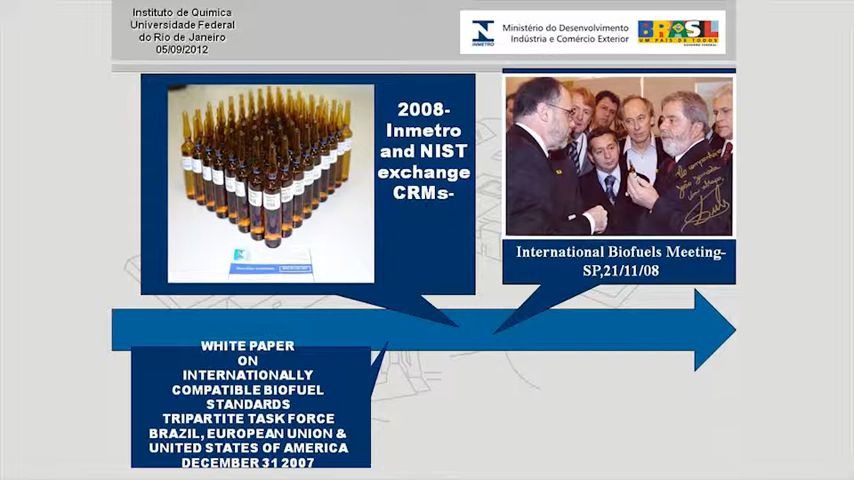 Instituto de Química
Universidade Federal
do Rio de Janeiro
05/09/2012
INMETRO
Ministério do Desenvolvimento
Indústria e Comércio Exterior
BRASIL
UM PAÍS DE TODOS
GOVERNO FEDERAL
2008-
Inmetro
and NIST
exchange
CRMs-
International Biofuels Meeting-
SP,21/11/08
WHITE PAPER
ON
INTERNATIONALLY
COMPATIBLE BIOFUEL
STANDARDS
TRIPARTITE TASK FORCE
BRAZIL, EUROPEAN UNION &
UNITED STATES OF AMERICA
DECEMBER 31 2007